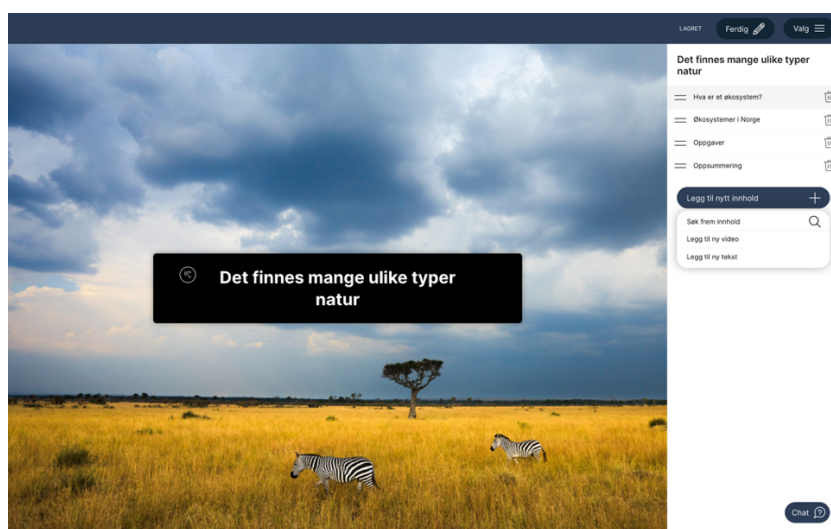 LAGRET
Ferdig
Valg
Det finnes mange ulike typer
natur
Hva er et økosystem?
Økosystemer i Norge
Oppgaver
Oppsummering
Legg til nytt innhold
Søk frem innhold
Legg til ny video
Legg til ny tekst
Det finnes mange ulike typer
natur
Chat